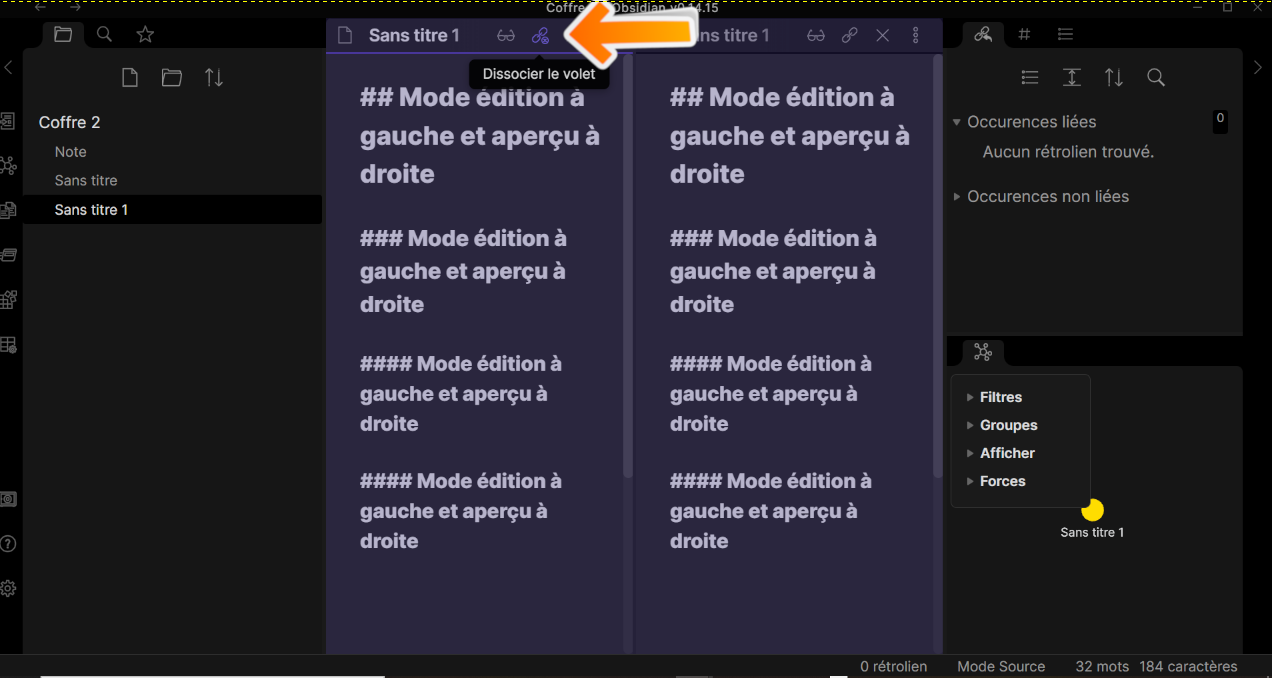 Coffre Obsidian v0.14.15
Sans titre 1
ns titre 1
Dissocier le volet
Coffre 2
Note
Sans titre
Sans titre 1
## Mode édition à
gauche et aperçu à
droite
### Mode édition à
gauche et aperçu à
droite
#### Mode édition à
gauche et aperçu à
droite
#### Mode édition à
gauche et aperçu à
droite
## Mode édition à
gauche et aperçu à
droite
### Mode édition à
gauche et aperçu à
droite
#### Mode édition à
gauche et aperçu à
droite
#### Mode édition à
gauche et aperçu à
droite
Occurences liées
0
Aucun rétrolien trouvé.
Occurences non liées
Filtres
Groupes
Afficher
Forces
Sans titre 1
0 rétrolien
Mode Source
32 mots
184 caractères